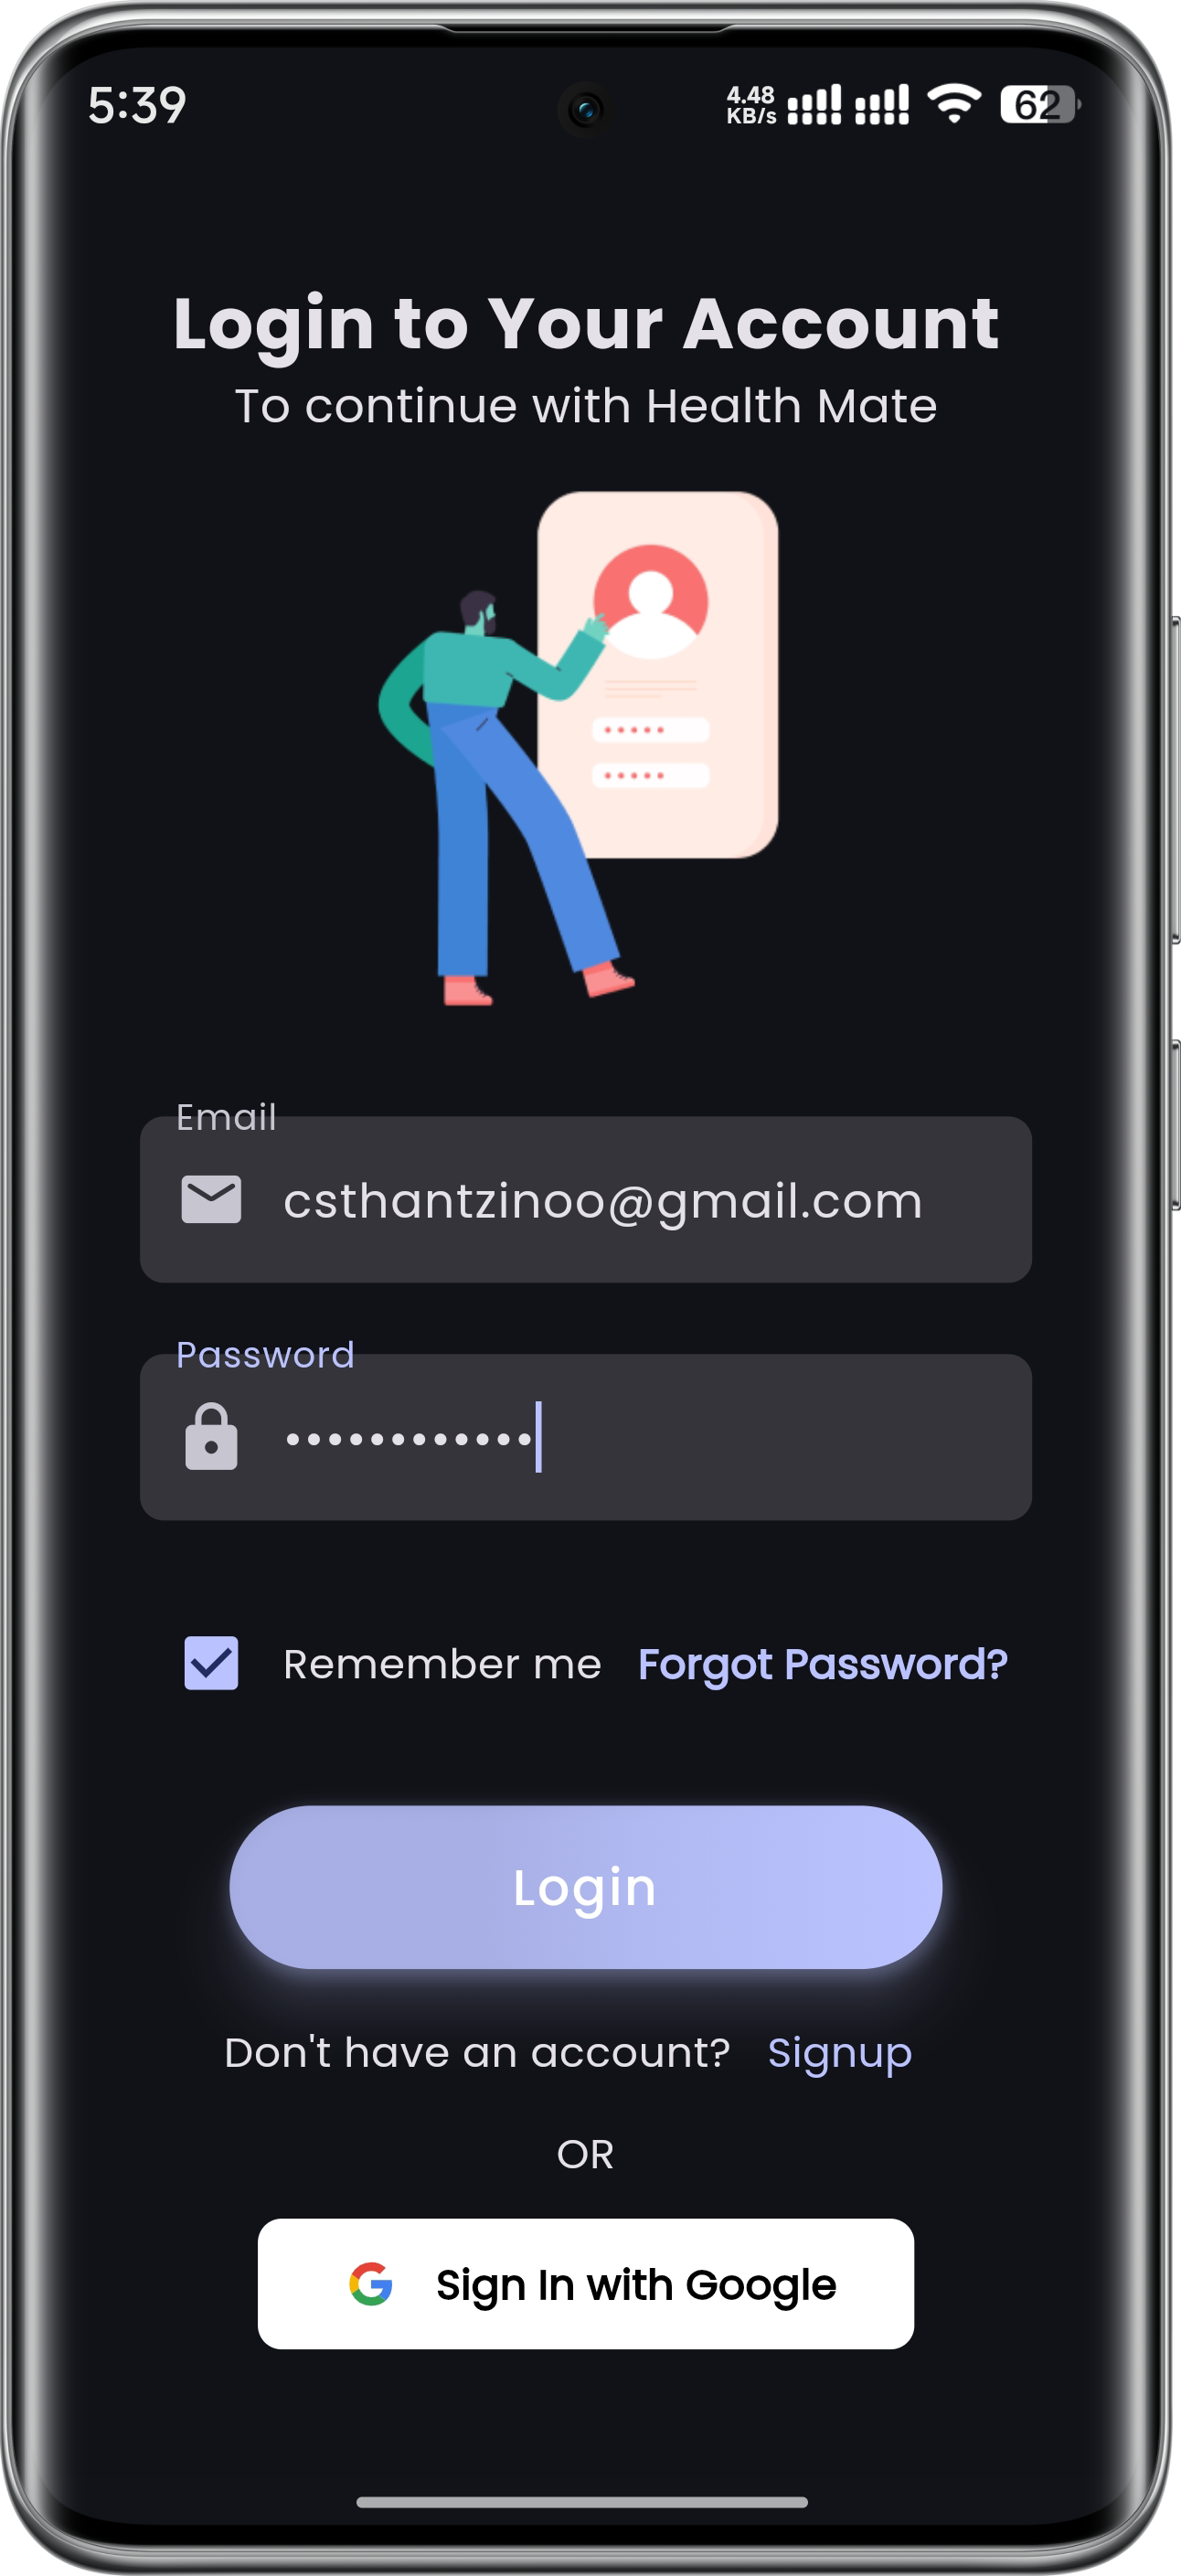 5:39
4.48
KB/s
62
Login to Your Account
To continue with Health Mate
Email
csthantzinoo@gmail.com
Password
Remember me Forgot Password?
Login
Don't have an account? Signup
OR
Sign In with Google